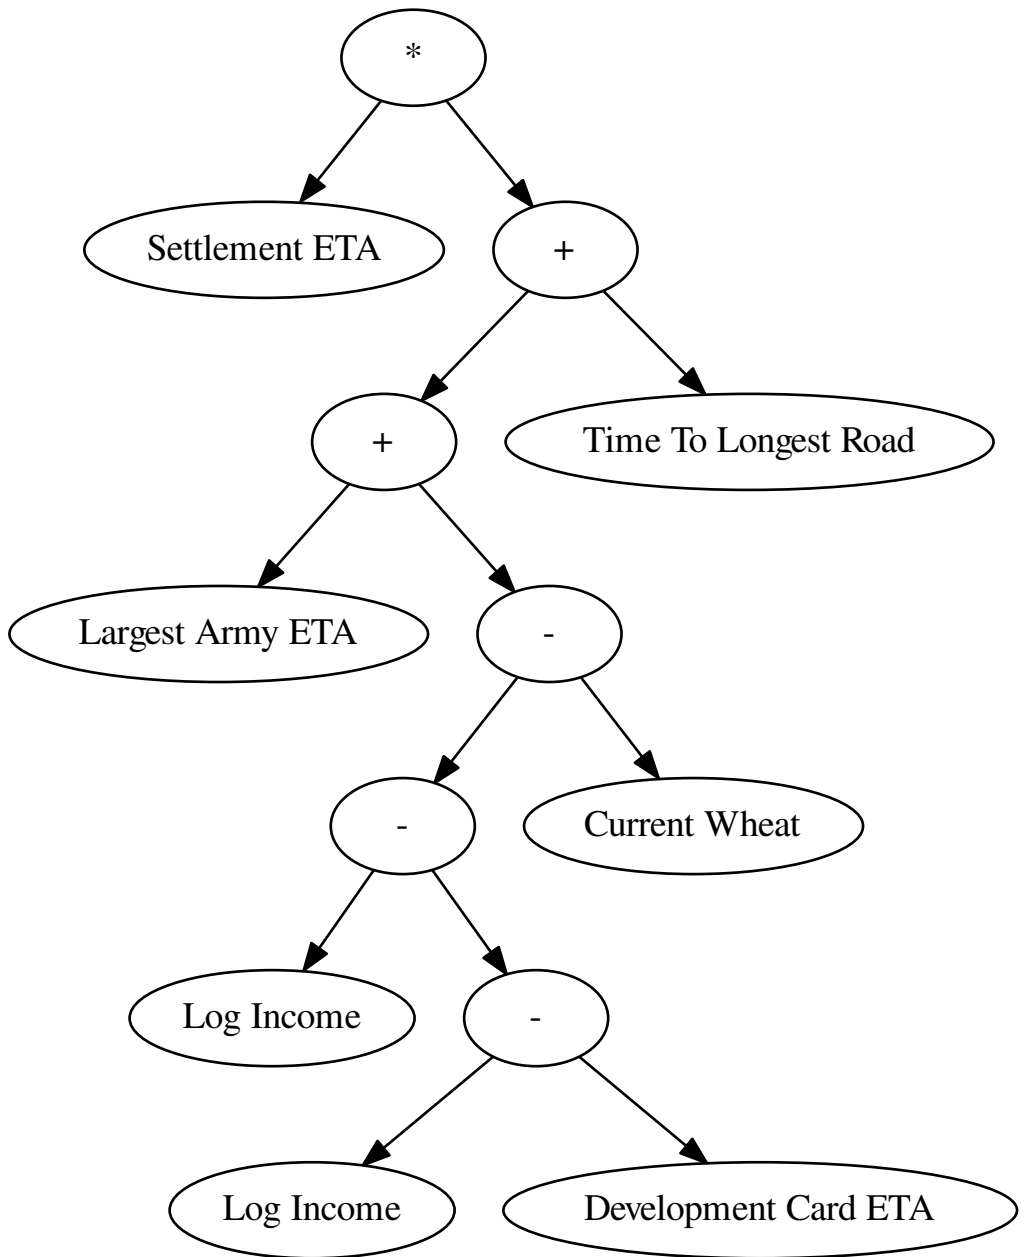 *
Settlement ETA
+
+
Time To Longest Road
Largest Army ETA
-
-
Current Wheat
Log Income
-
Log Income
Development Card ETA